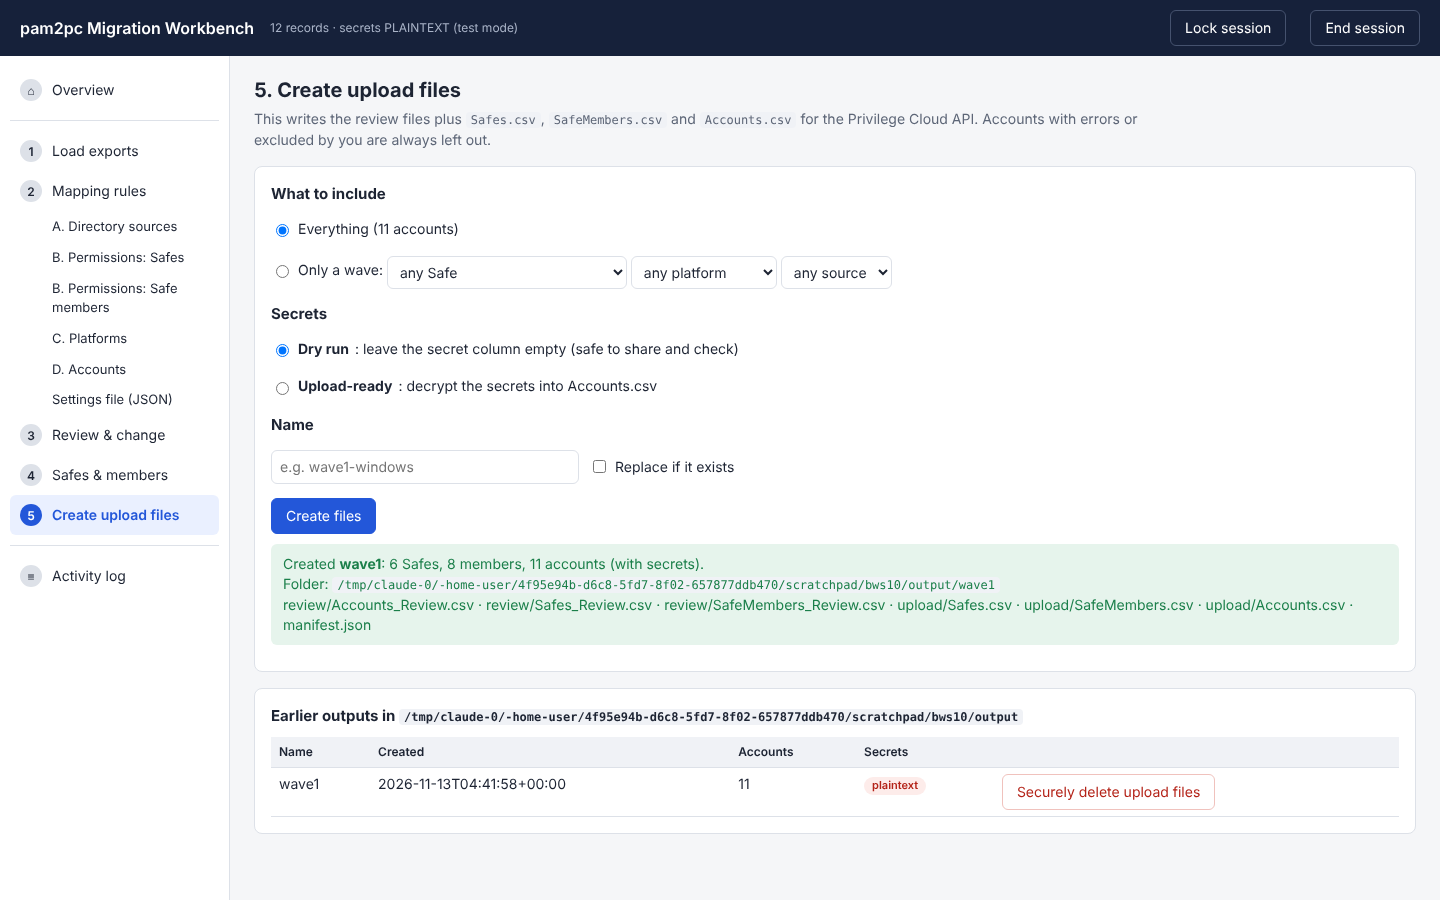 pam2pc Migration Workbench
12 records · secrets PLAINTEXT (test mode)
Lock session
End session
⌂ Overview
1 Load exports
2 Mapping rules
A. Directory sources
B. Permissions: Safes
B. Permissions: Safe
members
C. Platforms
D. Accounts
Settings file (JSON)
3 Review & change
4 Safes & members
5 Create upload files
≡ Activity log
5. Create upload files
This writes the review files plus Safes.csv, SafeMembers.csv and Accounts.csv for the Privilege Cloud API. Accounts with errors or
excluded by you are always left out.
What to include
Everything (11 accounts)
Only a wave: any Safe any platform any source
Secrets
Dry run : leave the secret column empty (safe to share and check)
Upload-ready : decrypt the secrets into Accounts.csv
Name
e.g. wave1-windows Replace if it exists
Create files
Created wave1: 6 Safes, 8 members, 11 accounts (with secrets).
Folder: /tmp/claude-0/-home-user/4f95e94b-d6c8-5fd7-8f02-657877ddb470/scratchpad/bws10/output/wave1
review/Accounts_Review.csv · review/Safes_Review.csv · review/SafeMembers_Review.csv · upload/Safes.csv · upload/SafeMembers.csv · upload/Accounts.csv ·
manifest.json
Earlier outputs in /tmp/claude-0/-home-user/4f95e94b-d6c8-5fd7-8f02-657877ddb470/scratchpad/bws10/output
Name Created Accounts Secrets
wave1 2026-11-13T04:41:58+00:00 11 plaintext Securely delete upload files